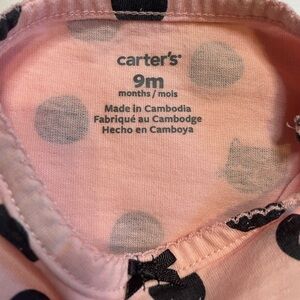 carter's
9m
months / mois
Made in Cambodia
Fabriqué au Cambodge
Hecho en Camboya